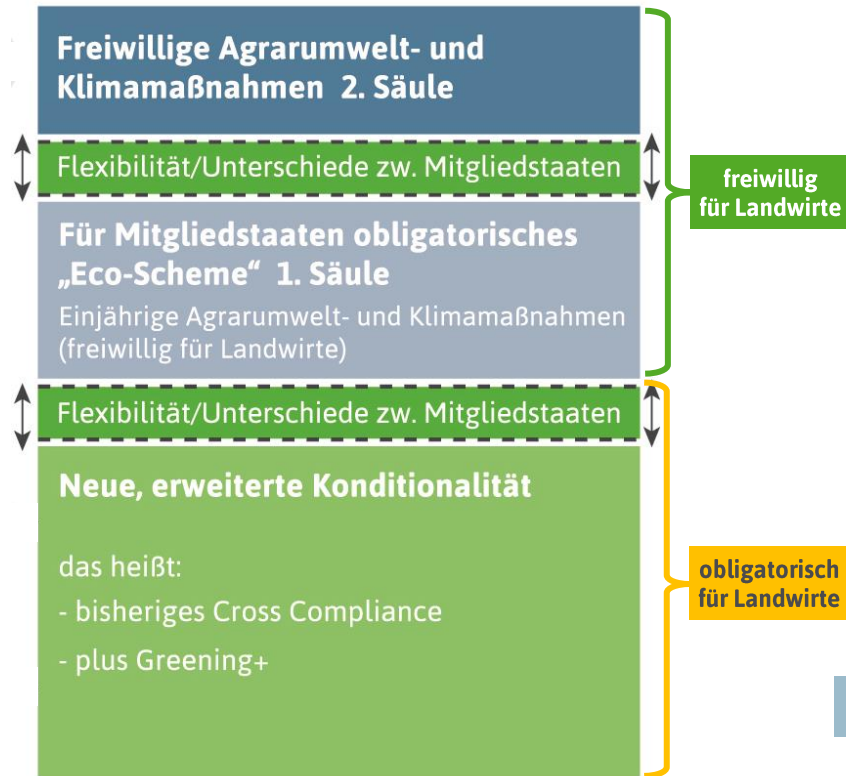 Freiwillige Agrarumwelt- und
Klimamaßnahmen 2. Säule
Flexibilität/Unterschiede zw. Mitgliedstaaten
freiwillig
für Landwirte
Für Mitgliedstaaten obligatorisches
„Eco-Scheme“ 1. Säule
Einjährige Agrarumwelt- und Klimamaßnahmen
(freiwillig für Landwirte)
Flexibilität/Unterschiede zw. Mitgliedstaaten
Neue, erweiterte Konditionalität
das heißt:
- bisheriges Cross Compliance
- plus Greening+
obligatorisch
für Landwirte